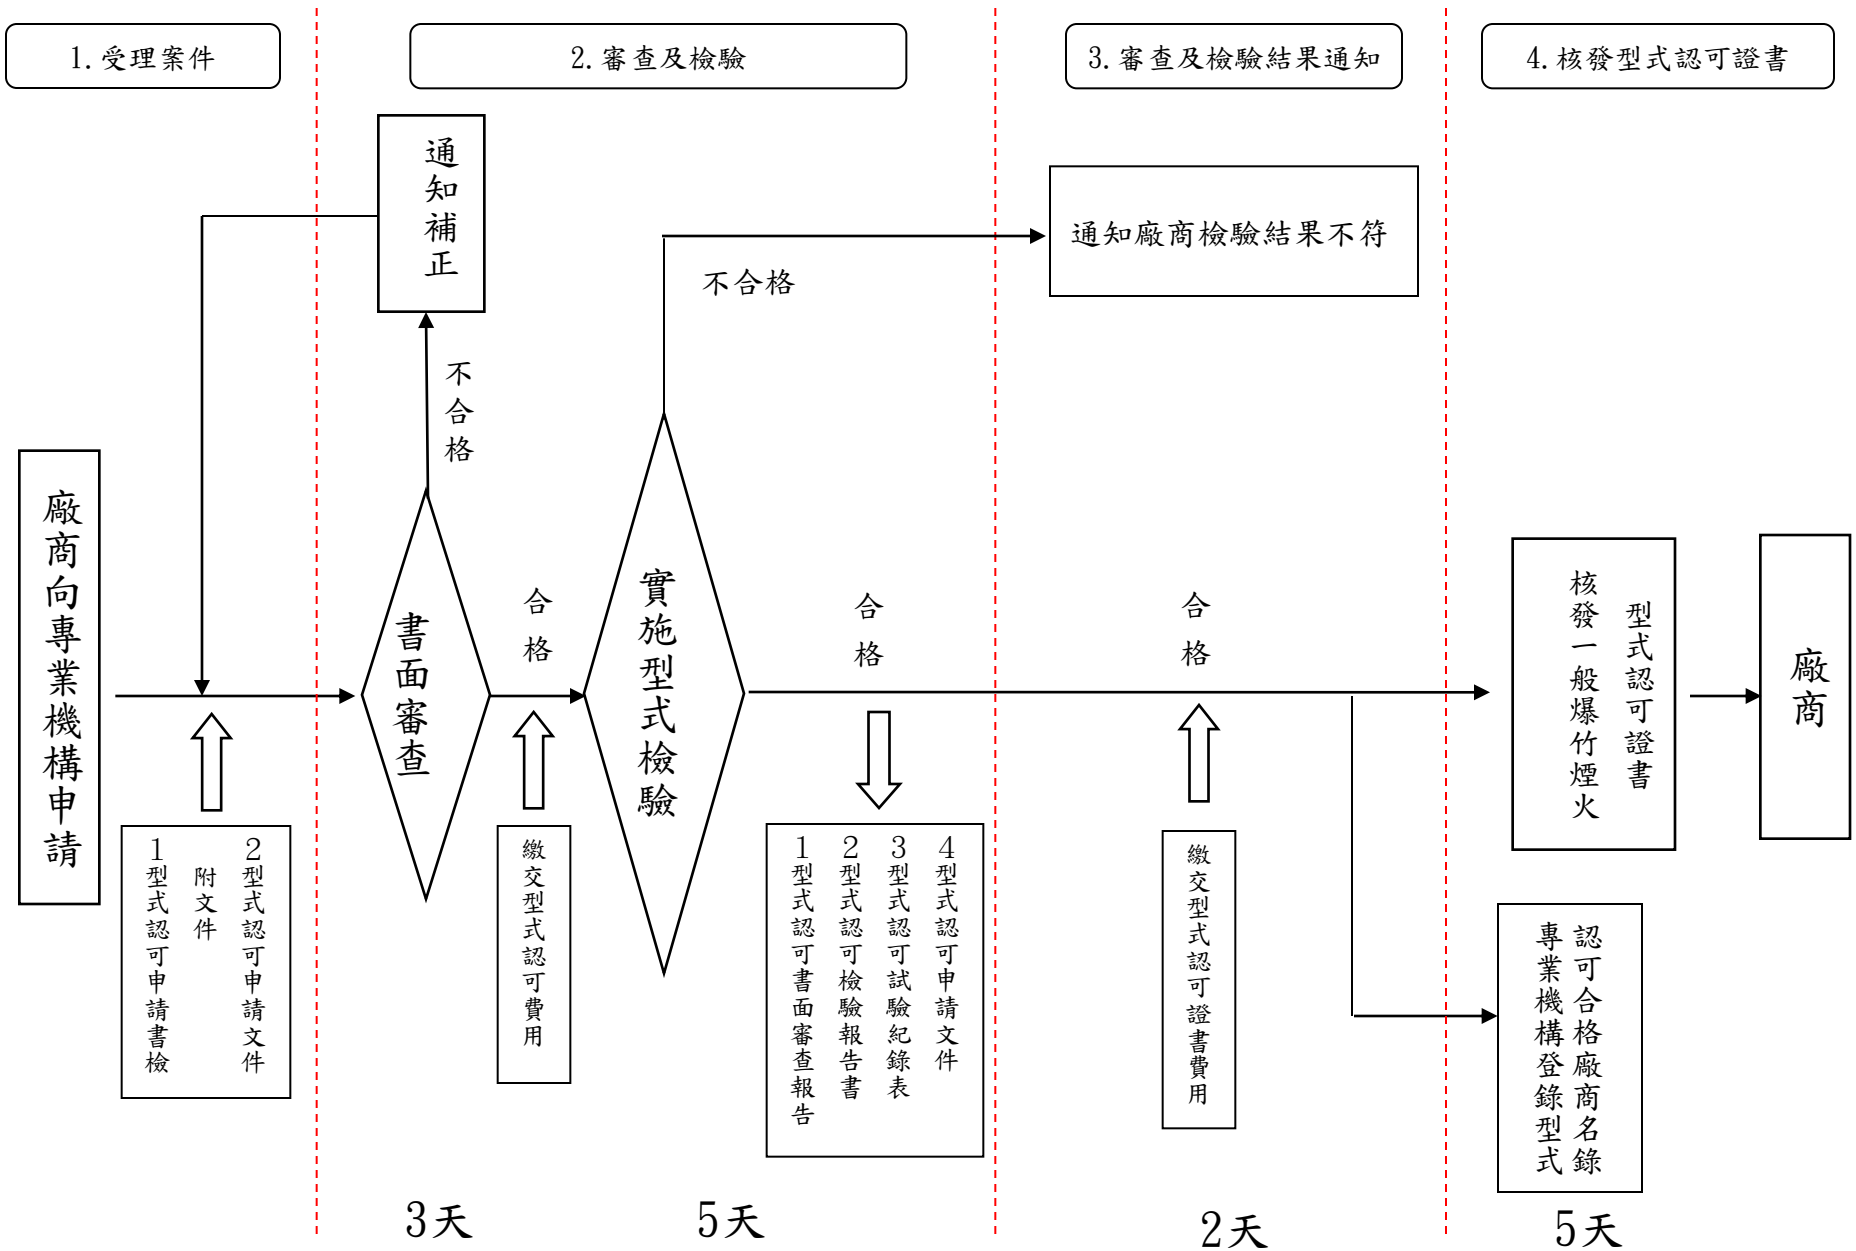 1.受理案件
2.審查及檢驗
3.審查及檢驗結果通知
4.核發型式認可證書
通知補正
通知廠商檢驗結果不符
不合格
不合格
廠商向專業機構申請
書面審查
合格
實施型式檢驗
合格
合格
核發一般爆竹煙火
型式認可證書
廠商
1型式認可申請書檢
附文件
2型式認可申請文件
繳交型式認可費用
1型式認可書面審查報告
2型式認可檢驗報告書
3型式認可試驗紀錄表
4型式認可申請文件
繳交型式認可證書費用
專業機構登錄型式
認可合格廠商名錄
3天
5天
2天
5天